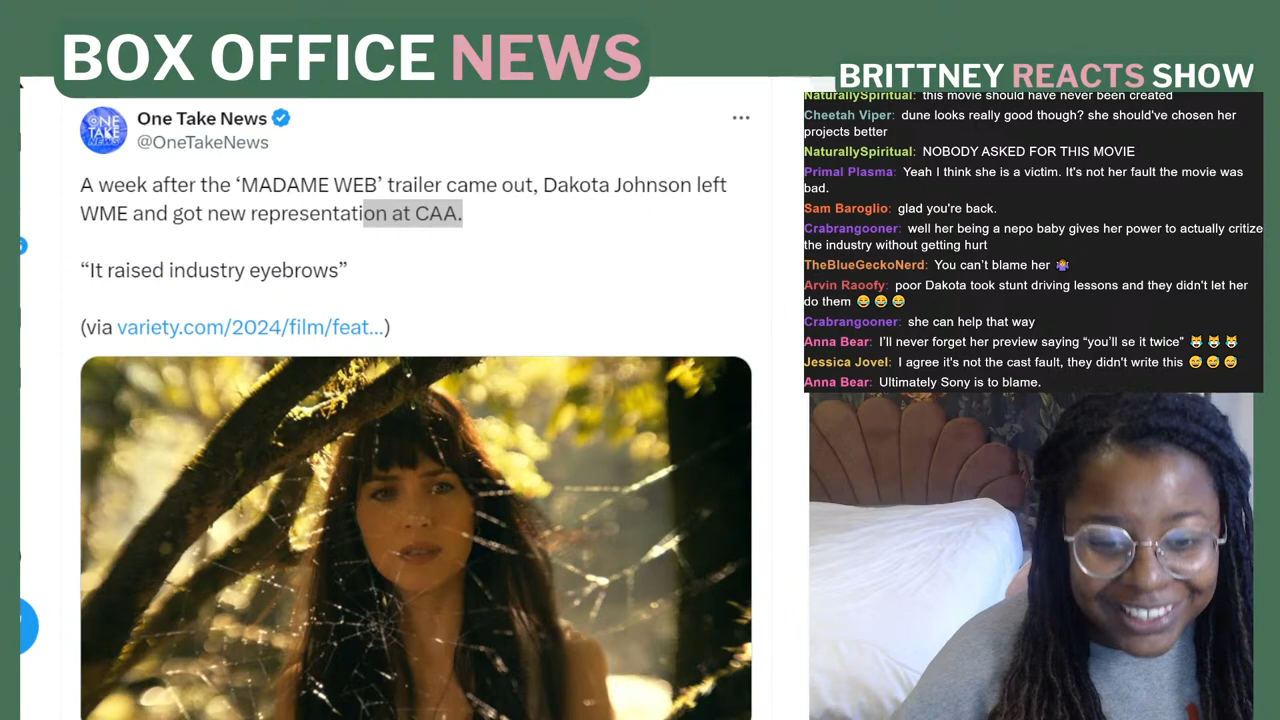 BOX OFFICE NEWS
BRITTNEY REACTS SHOW
ONE
TAKE
NEWS
One Take News
@OneTakeNews
A week after the ‘MADAME WEB’ trailer came out, Dakota Johnson left
WME and got new representation at CAA.
“It raised industry eyebrows”
(via variety.com/2024/film/feat...)
NaturallySpiritual: this movie should have never been created
Cheetah Viper: dune looks really good though? she should've chosen her
projects better
NaturallySpiritual: NOBODY ASKED FOR THIS MOVIE
Primal Plasma: Yeah I think she is a victim. It's not her fault the movie was
bad.
Sam Baroglio: glad you're back.
Crabrangooner: well her being a nepo baby gives her power to actually critize
the industry without getting hurt
TheBlueGeckoNerd: You can’t blame her 🤷‍♀️
Arvin Raoofy: poor Dakota took stunt driving lessons and they didn't let her
do them 😂 😂 😂
Crabrangooner: she can help that way
Anna Bear: I’ll never forget her preview saying “you’ll se it twice” 😹 😹 😹
Jessica Jovel: I agree it's not the cast fault, they didn't write this 😅 😅 😅
Anna Bear: Ultimately Sony is to blame.